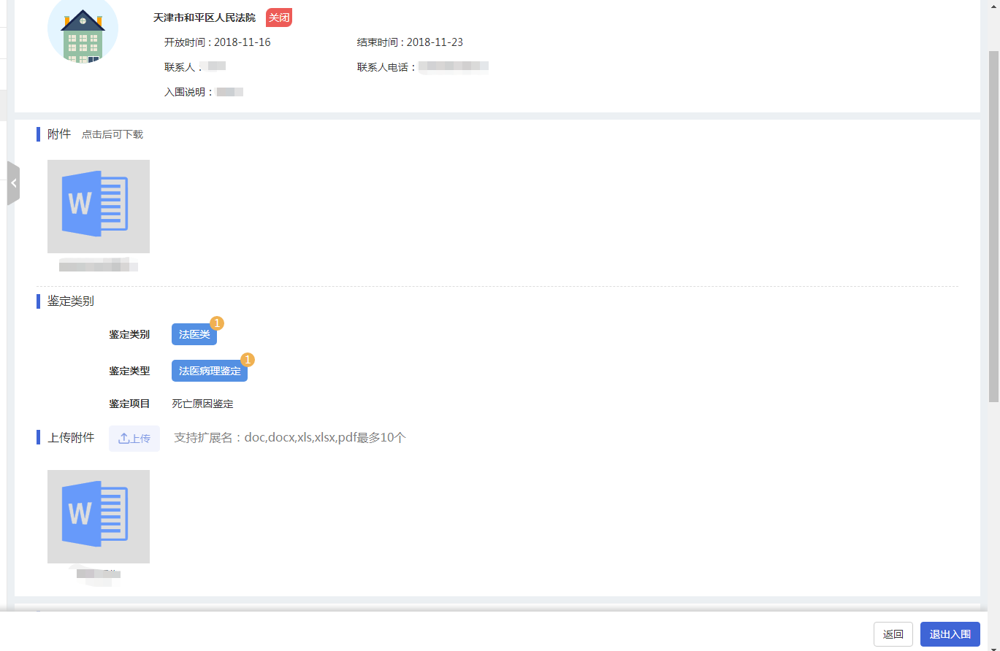 天津市和平区人民法院 关闭
开放时间 : 2018-11-16 结束时间 : 2018-11-23
联系人： 联系人电话：
入围说明：
附件 点击后可下载
W
鉴定类别
鉴定类别 法医类 1
鉴定类型 法医病理鉴定 1
鉴定项目 死亡原因鉴定
上传附件 上传 支持扩展名：doc,docx,xls,xlsx,pdf最多10个
W
返回 退出入围